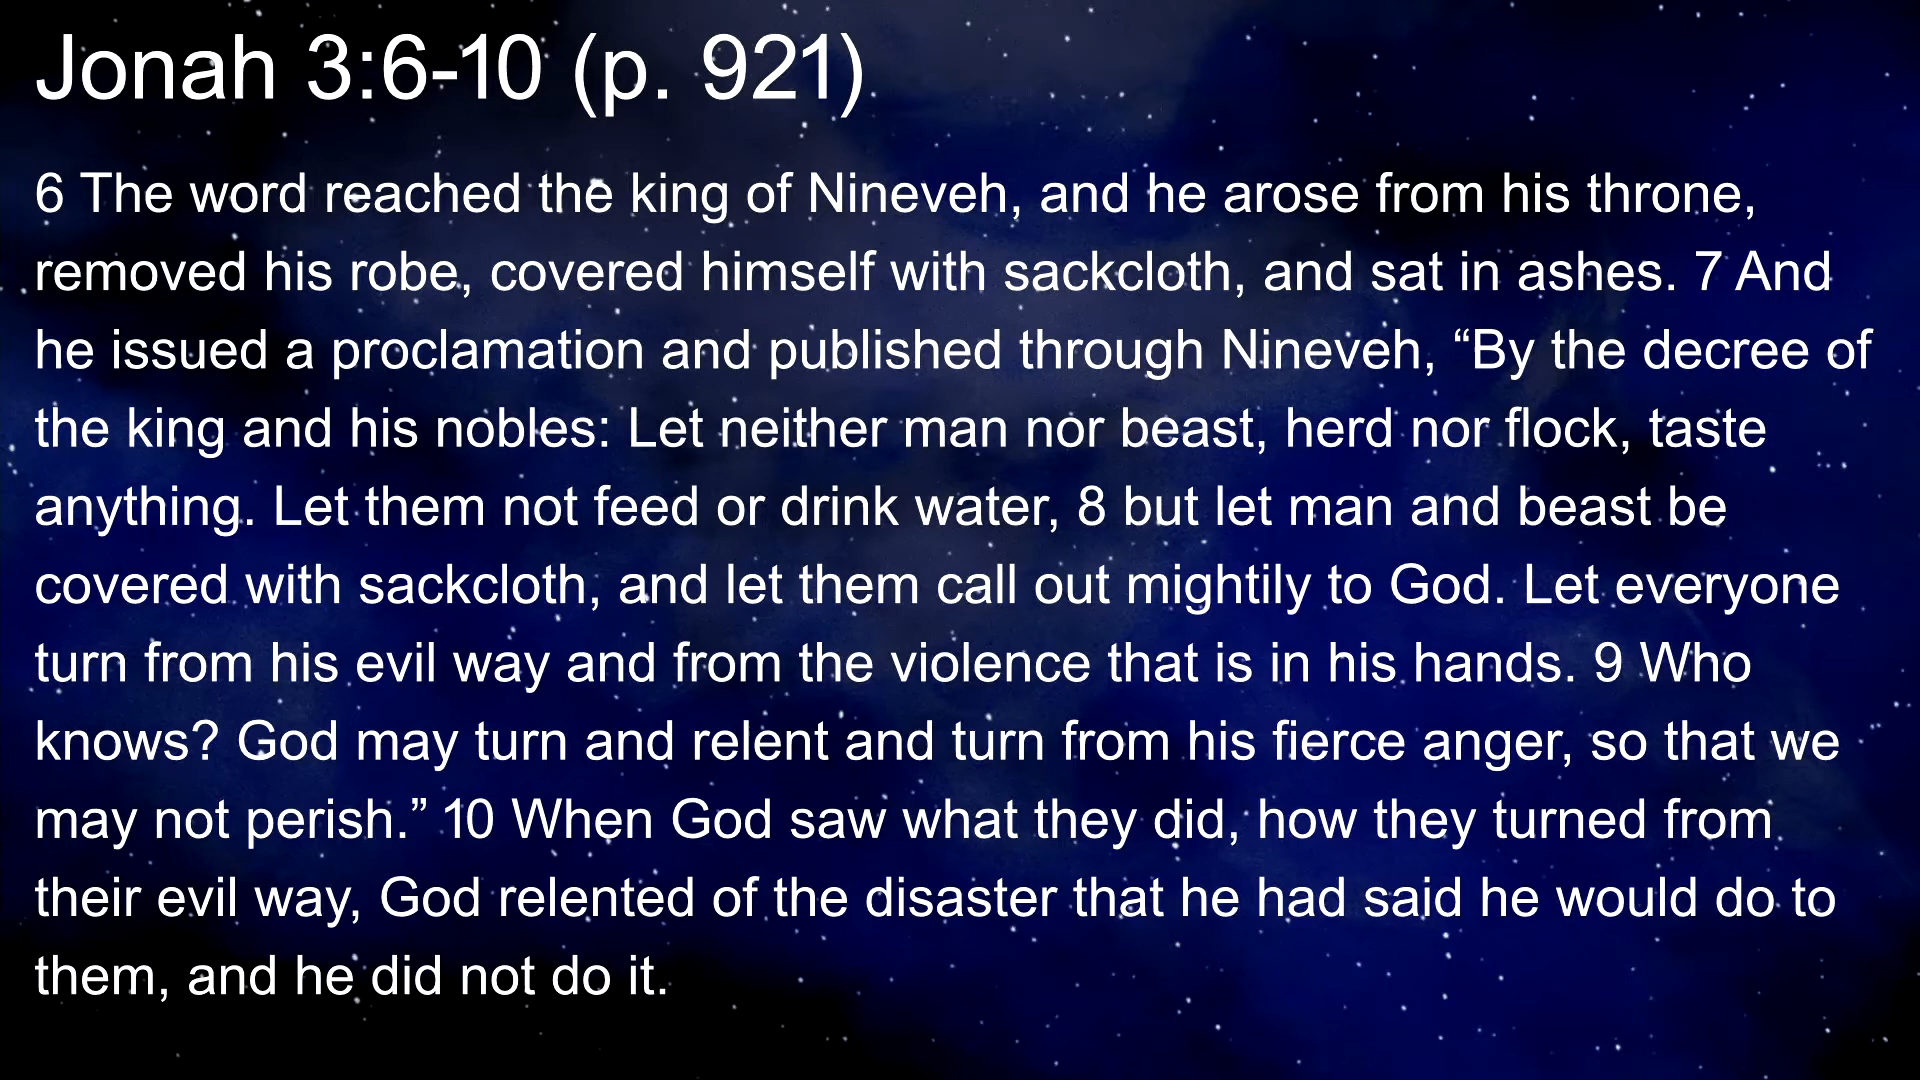 Jonah 3:6-10 (p. 921)
6 The word reached the king of Nineveh, and he arose from his throne,
removed his robe, covered himself with sackcloth, and sat in ashes. 7 And
he issued a proclamation and published through Nineveh, “By the decree of
the king and his nobles: Let neither man nor beast, herd nor flock, taste
anything. Let them not feed or drink water, 8 but let man and beast be
covered with sackcloth, and let them call out mightily to God. Let everyone
turn from his evil way and from the violence that is in his hands. 9 Who
knows? God may turn and relent and turn from his fierce anger, so that we
may not perish.” 10 When God saw what they did, how they turned from
their evil way, God relented of the disaster that he had said he would do to
them, and he did not do it.